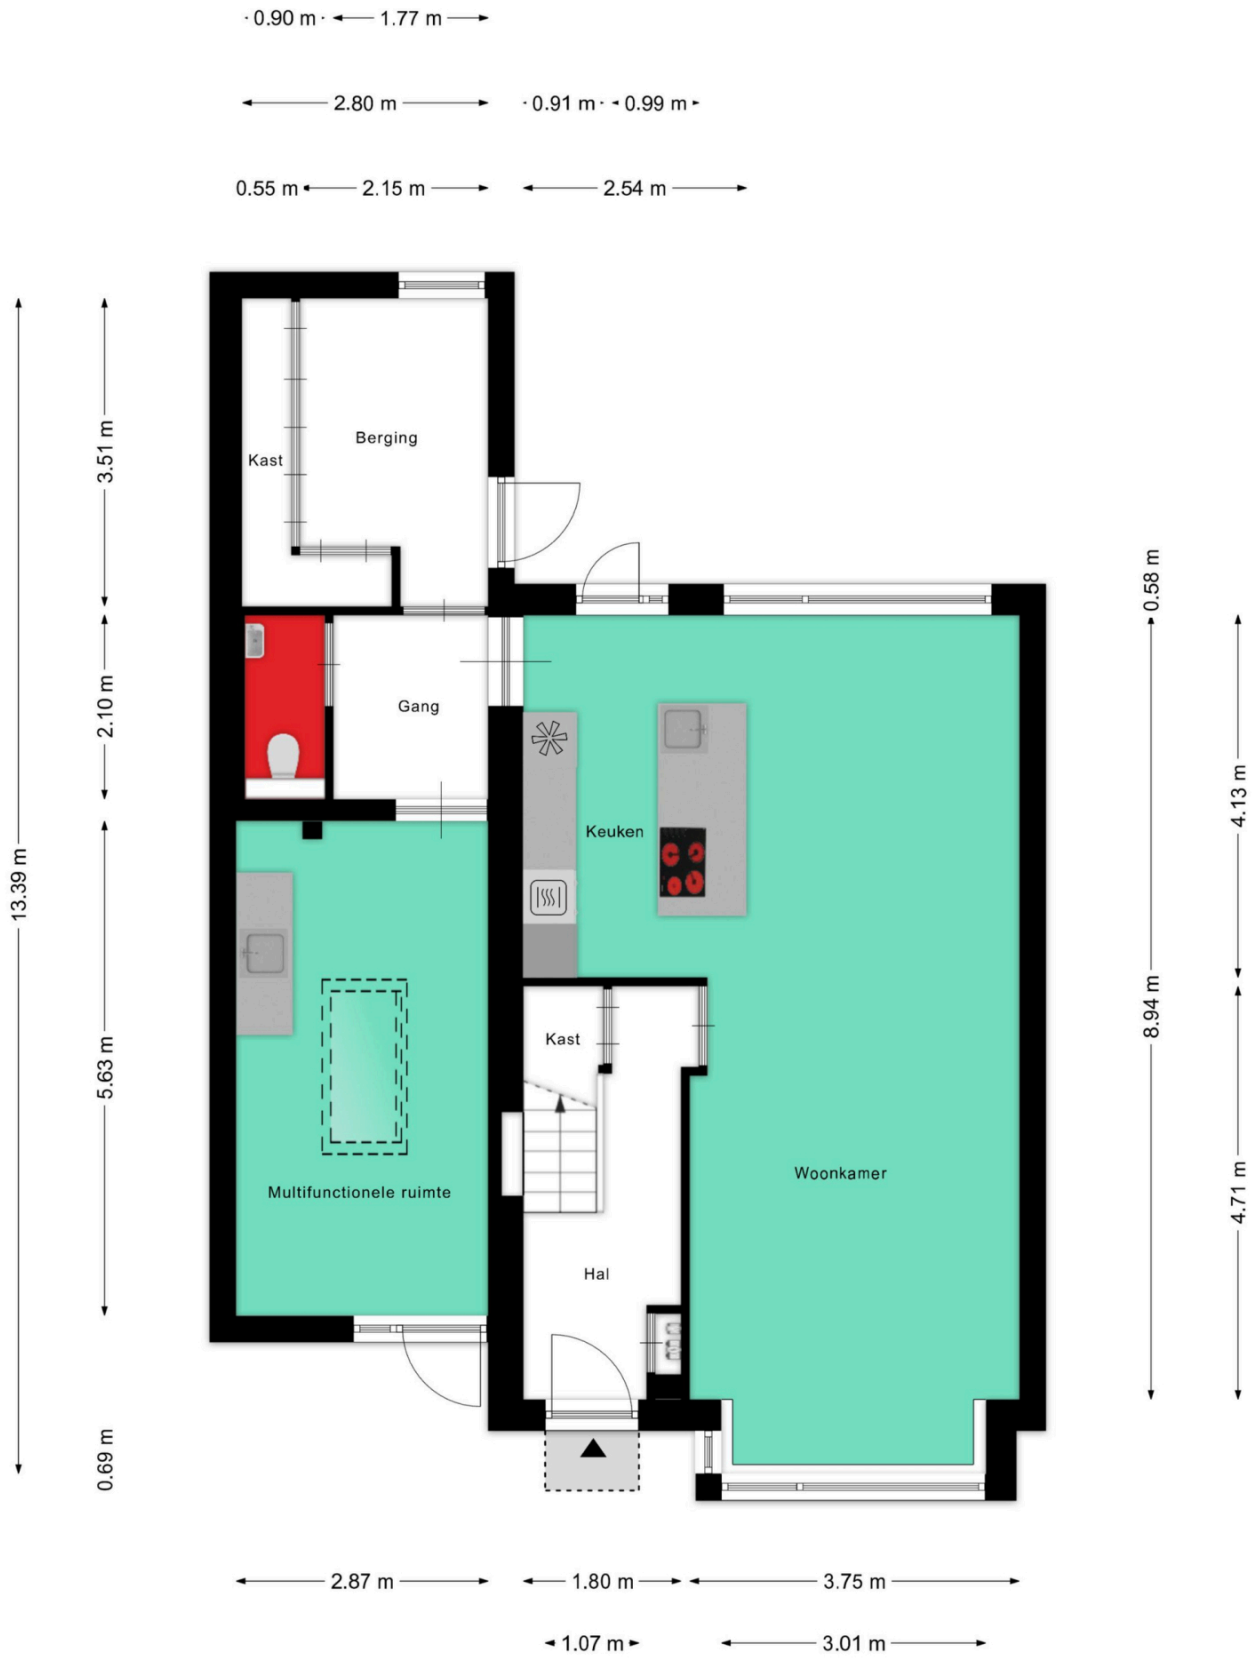 0.90 m 1.77 m
2.80 m 0.91 m 0.99 m
0.55 m 2.15 m 2.54 m
3.51 m
Berging
Kast
0.58 m
2.10 m
Gang
4.13 m
Keuken
13.39 m
8.94 m
5.63 m
Kast
Woonkamer
4.71 m
Multifunctionele ruimte
Hal
0.69 m
2.87 m 1.80 m 3.75 m
1.07 m 3.01 m